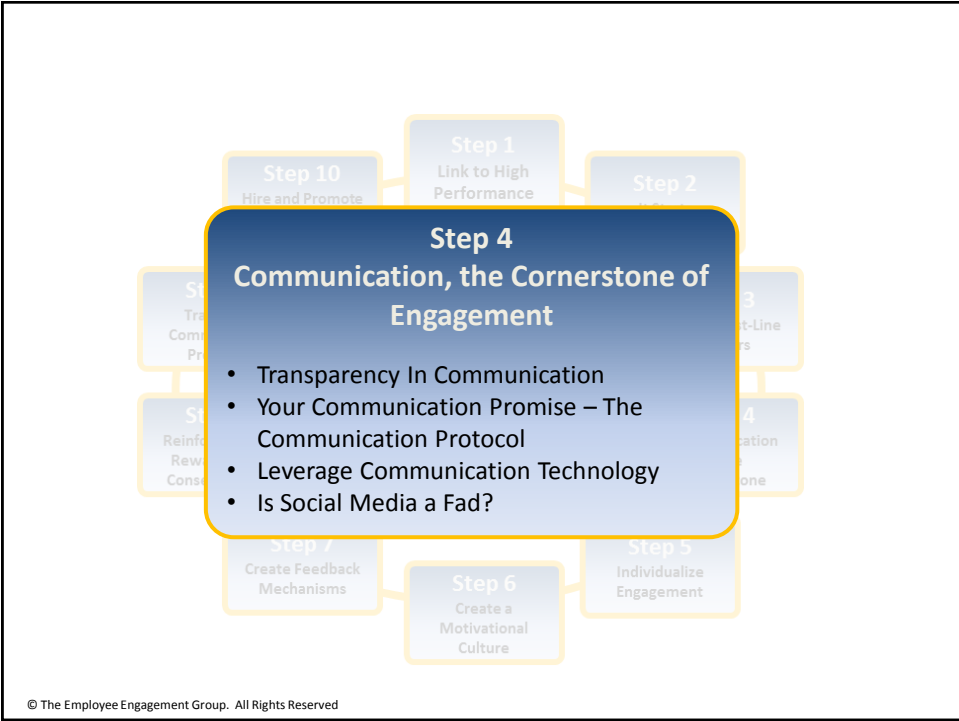 Step 1
Link to High
Performance
Step 10
Hire and Promote
Step 2
Step 4
Communication, the Cornerstone of
Engagement
• Transparency In Communication
• Your Communication Promise – The
Communication Protocol
• Leverage Communication Technology
• Is Social Media a Fad?
Step 7
Create Feedback
Mechanisms
Step 5
Individualize
Engagement
Step 6
Create a
Motivational
Culture
© The Employee Engagement Group. All Rights Reserved